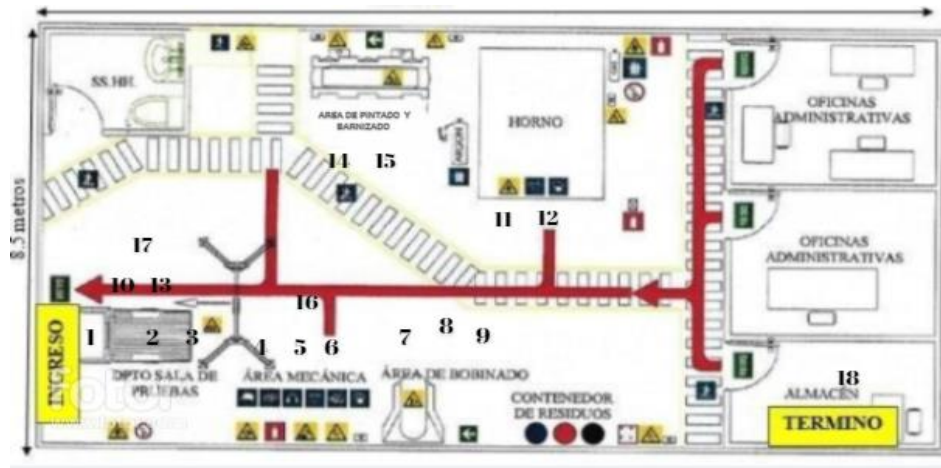 SS.HH.
AREA DE PINTADO Y
BARNIZADO
HORNO
ARGON
OFICINAS
ADMINISTRATIVAS
14 15
11 12
8.5 metros
17
10 13
16
OFICINAS
ADMINISTRATIVAS
INGRESO
1 2 3 4 5 6 7 8 9
DPTO SALA DE
PRUEBAS
ÁREA MECÁNICA
ÁREA DE BOBINADO
CONTENEDOR
DE RESIDUOS
18
ALMACÉN
TERMINO